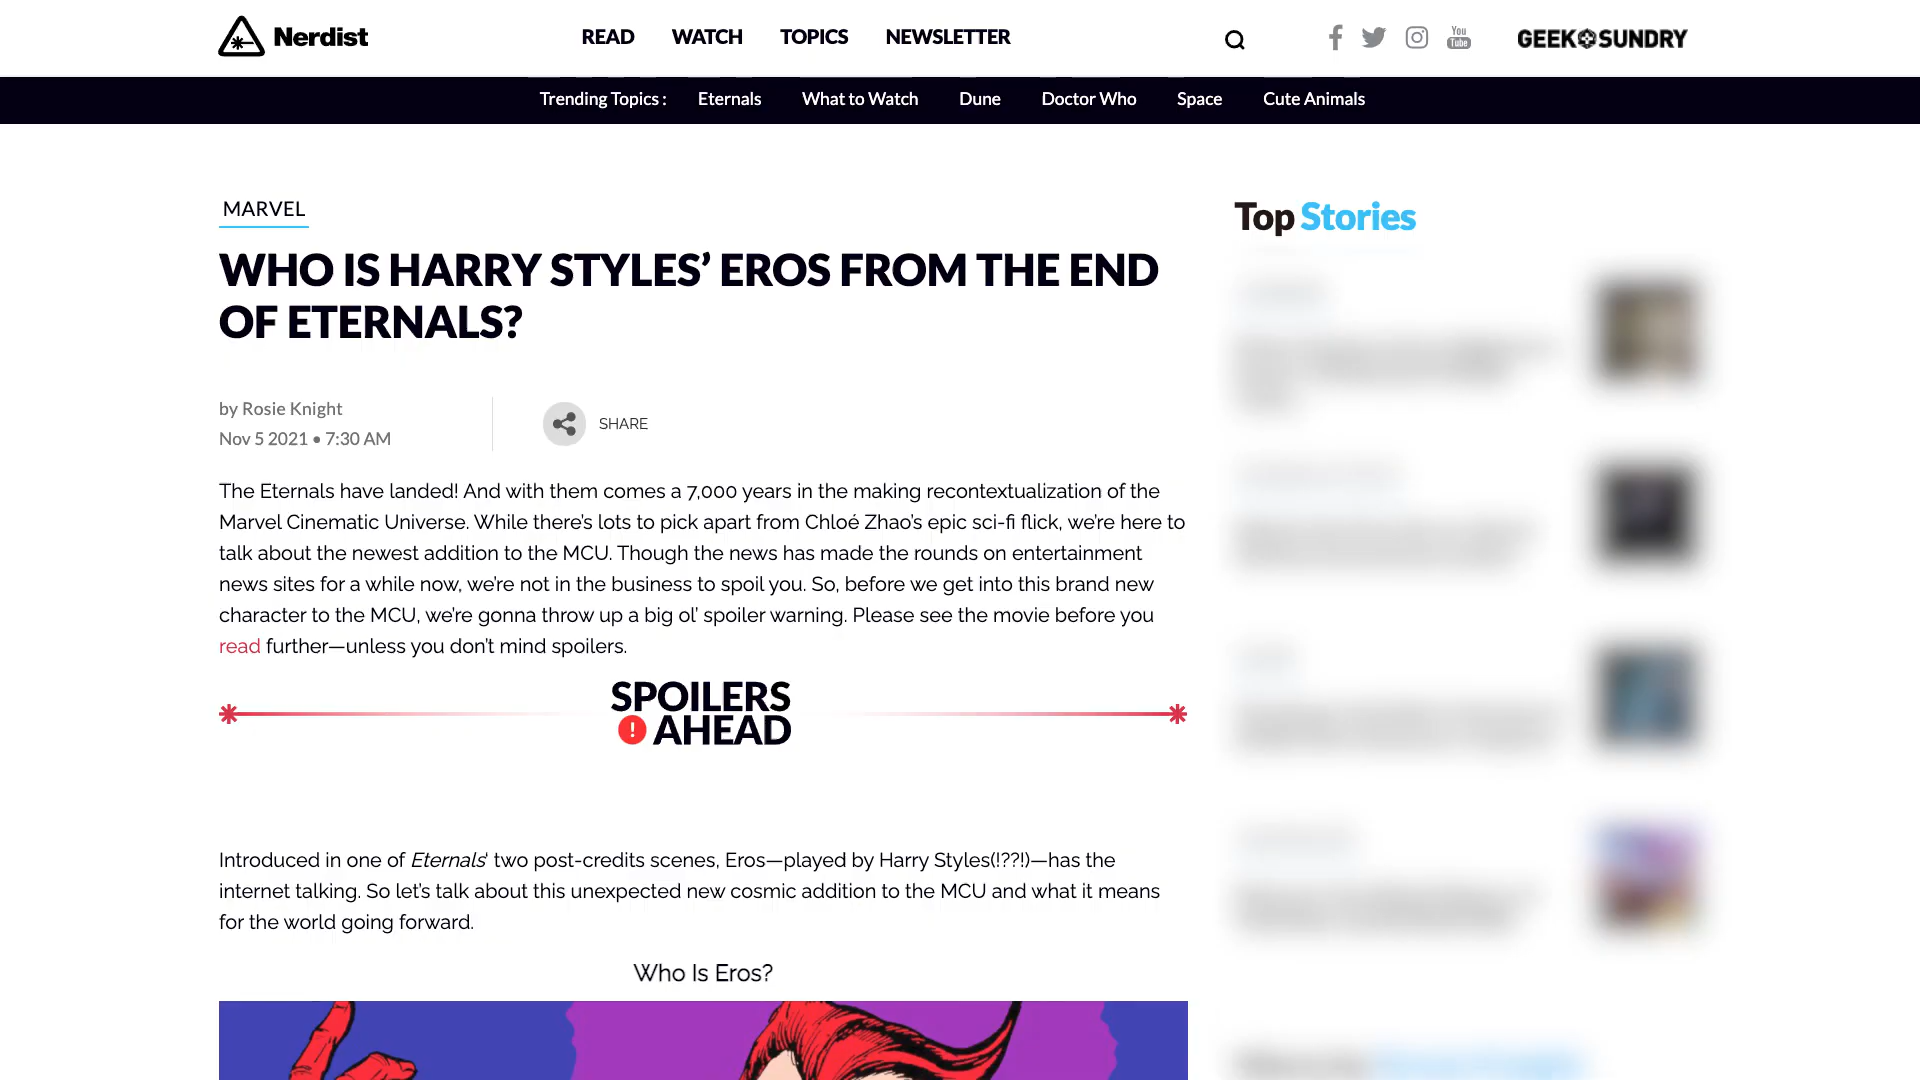 Nerdist
READ WATCH TOPICS NEWSLETTER
You
Tube
GEEK SUNDRY
Trending Topics : Eternals What to Watch Dune Doctor Who Space Cute Animals
MARVEL
WHO IS HARRY STYLES’ EROS FROM THE END
OF ETERNALS?
by Rosie Knight
Nov 5 2021 • 7:30 AM
SHARE
The Eternals have landed! And with them comes a 7,000 years in the making recontextualization of the
Marvel Cinematic Universe. While there’s lots to pick apart from Chloé Zhao’s epic sci-fi flick, we’re here to
talk about the newest addition to the MCU. Though the news has made the rounds on entertainment
news sites for a while now, we’re not in the business to spoil you. So, before we get into this brand new
character to the MCU, we’re gonna throw up a big ol’ spoiler warning. Please see the movie before you
read further—unless you don’t mind spoilers.
SPOILERS
! AHEAD
Introduced in one of Eternals‘ two post-credits scenes, Eros—played by Harry Styles(!??!)—has the
internet talking. So let’s talk about this unexpected new cosmic addition to the MCU and what it means
for the world going forward.
Who Is Eros?
Top Stories